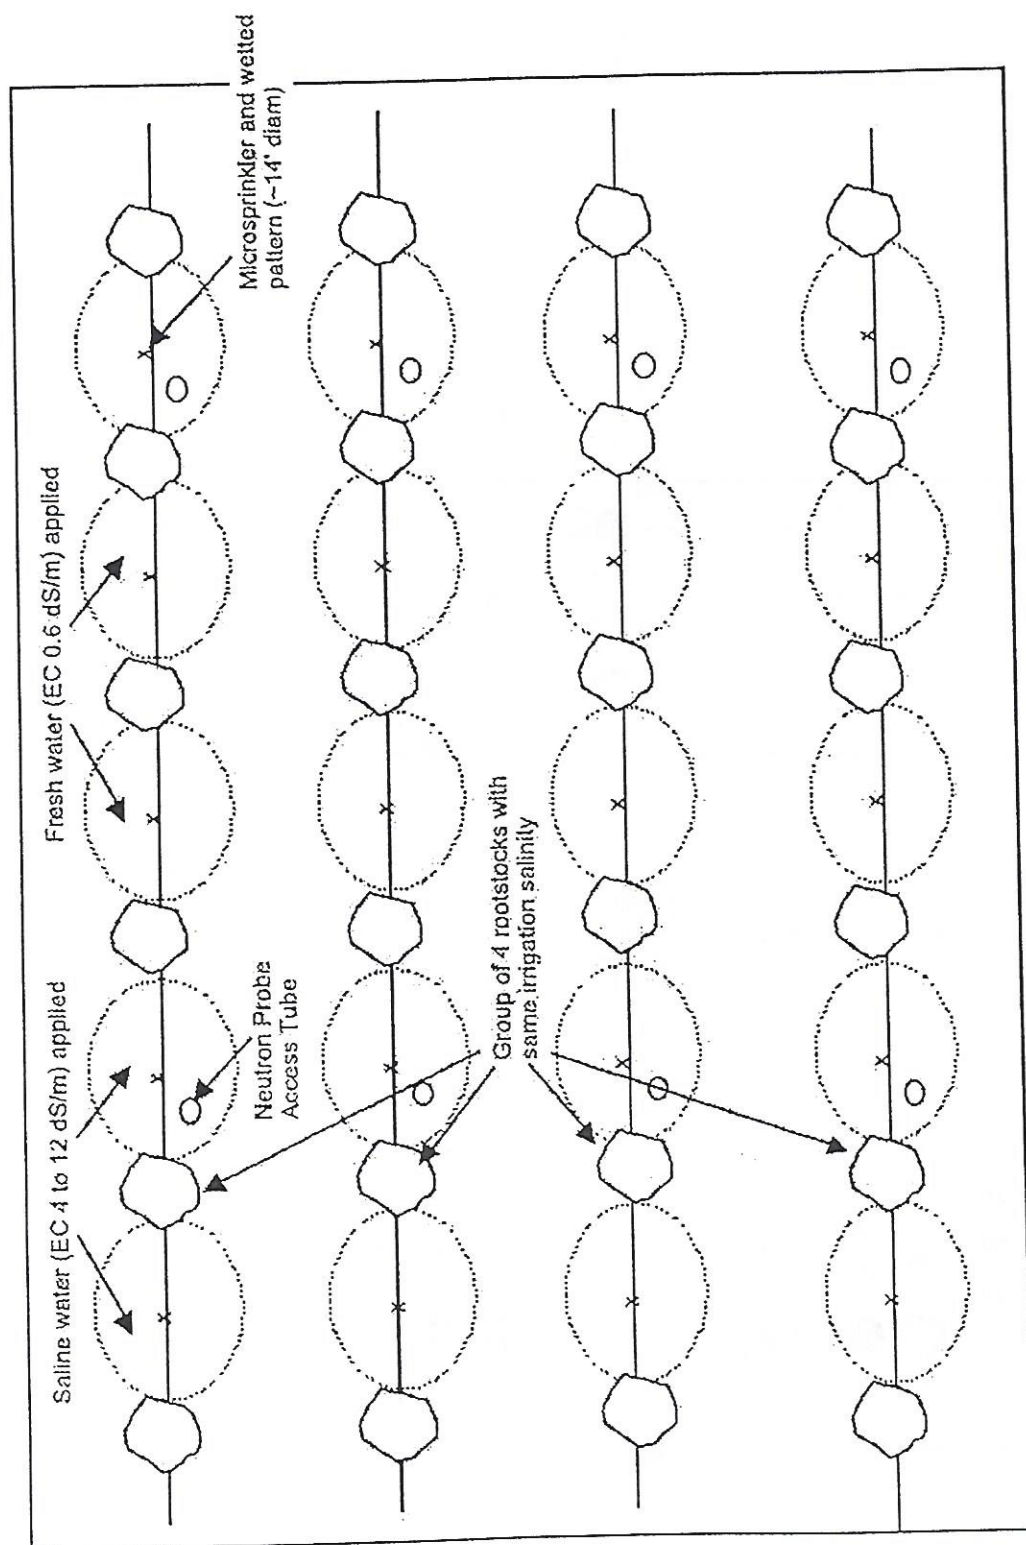 Saline water (EC 4 to 12 dS/m) applied
Fresh water (EC 0.6 dS/m) applied
Microsprinkler and wetted
pattern (~14' diam)
Neutron Probe
Access Tube
Group of 4 rootstocks with
same irrigation salinity